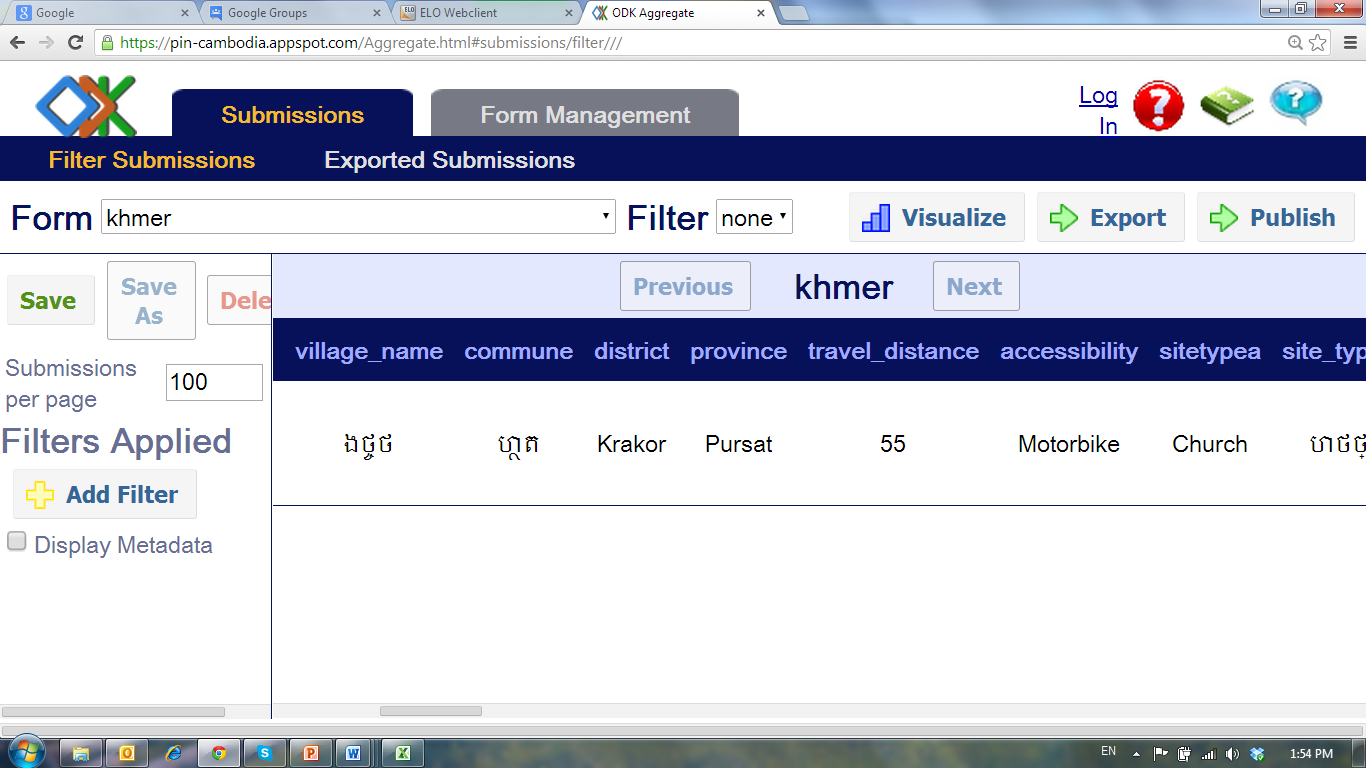 Google
Google Groups
ELO Webclient
ODK Aggregate
https://pin-cambodia.appspot.com/Aggregate.html#submissions/filter///
Submissions
Form Management
Log
In
Filter Submissions
Exported Submissions
Form khmer Filter none Visualize Export Publish
Save
Save As
Dele
Previous khmer Next
Submissions per page 100
village_name commune district province travel_distance accessibility sitetypea site_typ
Filters Applied
Krakor Pursat 55 Motorbike Church
Add Filter
Display Metadata
EN 1:54 PM